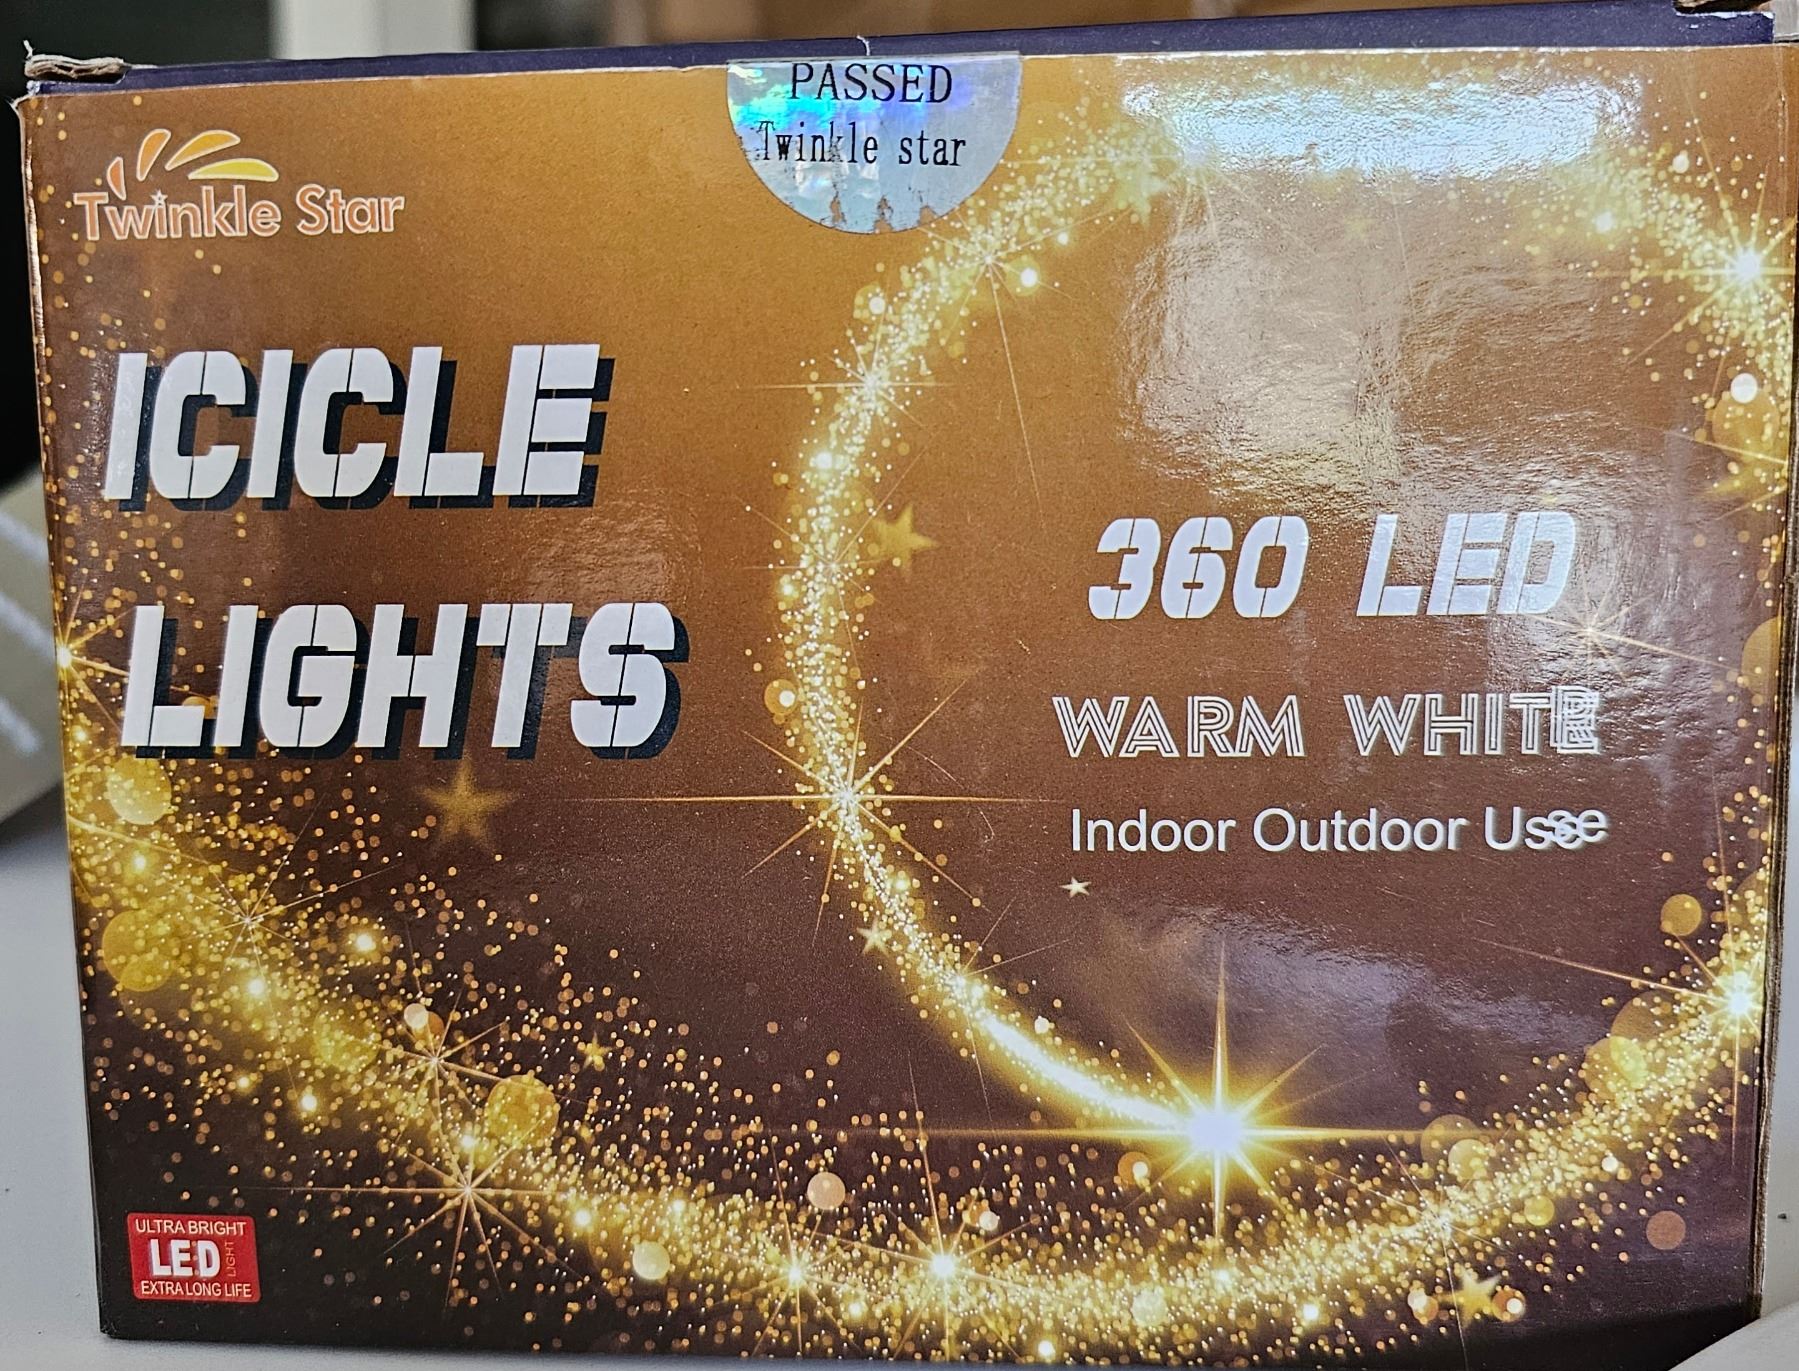 PASSED
Twinkle star
Twinkle Star
ICICLE
LIGHTS
360 LED
WARM WHITE
Indoor Outdoor Use
ULTRA BRIGHT
LED LIGHT
EXTRA LONG LIFE